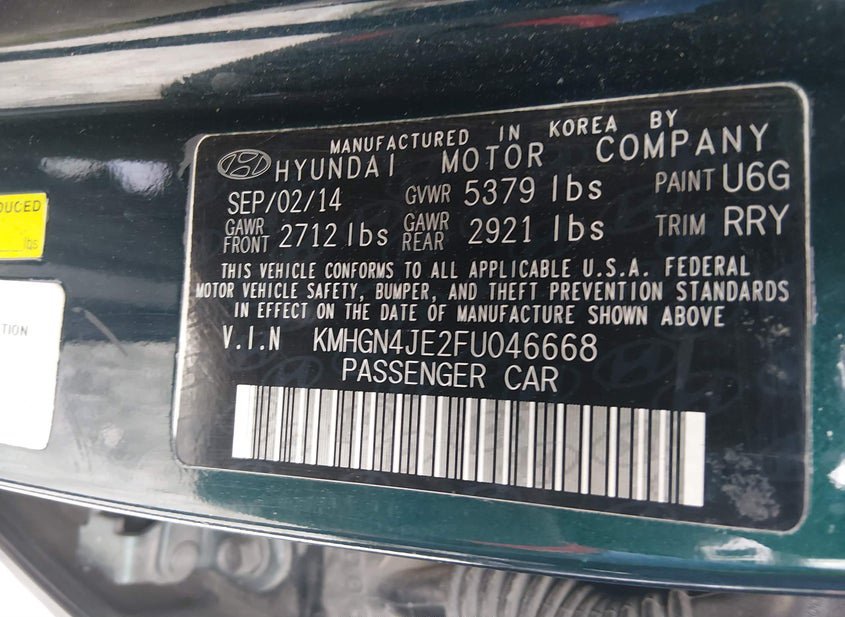 MANUFACTURED IN KOREA BY
HYUNDAI MOTOR COMPANY
SEP/02/14 GVWR 5379 lbs PAINT U6G
GAWR FRONT 2712 lbs GAWR REAR 2921 lbs TRIM RRY
THIS VEHICLE CONFORMS TO ALL APPLICABLE U.S.A. FEDERAL
MOTOR VEHICLE SAFETY, BUMPER, AND THEFT PREVENTION STANDARDS
IN EFFECT ON THE DATE OF MANUFACTURE SHOWN ABOVE
V.I.N KMHGN4JE2FU046668
PASSENGER CAR
lbs